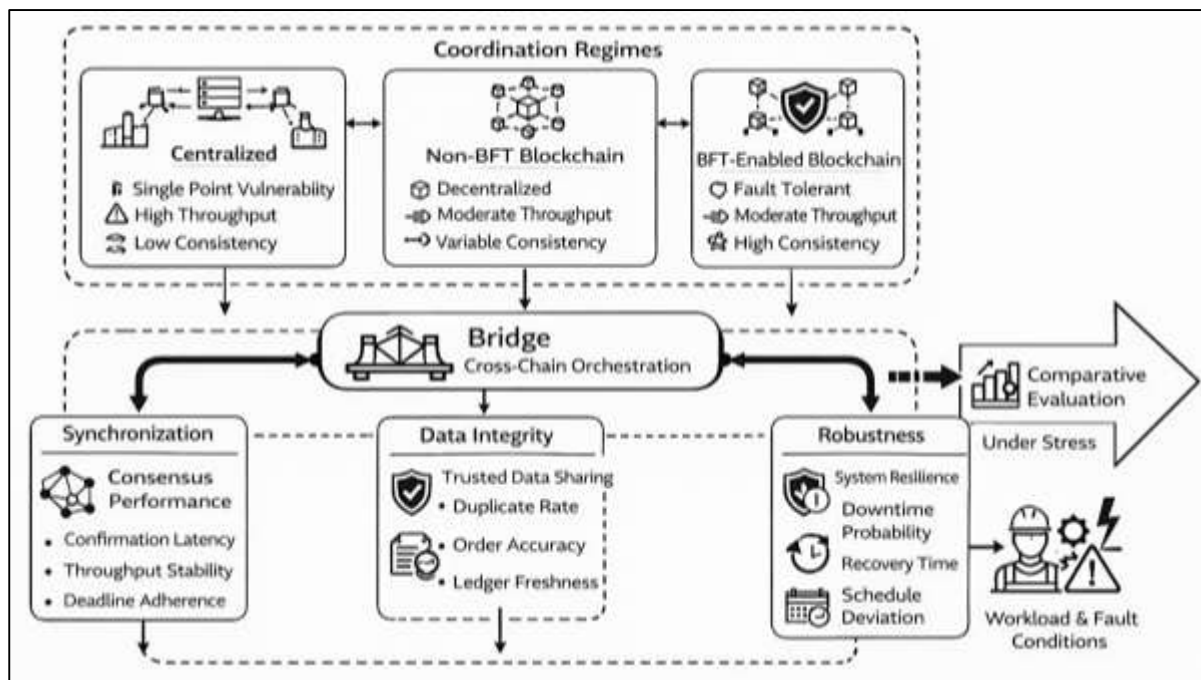 Coordination Regimes
Centralized
Single Point Vulnerabiity
High Throughput
Low Consistency
Non-BFT Blockchain
Decentralized
Moderate Throughput
Variable Consistency
BFT-Enabled Blockchain
Fault Tolerant
Moderate Throughput
High Consistency
Bridge
Cross-Chain Orchestration
Comparative
Evaluation
Under Stress
Synchronization
Consensus
Performance
• Confirmation Latency
• Throughput Stability
• Deadline Adherence
Data Integrity
Trusted Data Sharing
• Duplicate Rate
• Order Accuracy
• Ledger Freshness
Robustness
System Resilience
Downtime
Probability
Recovery Time
Schedule
Deviation
Workload & Fault
Conditions